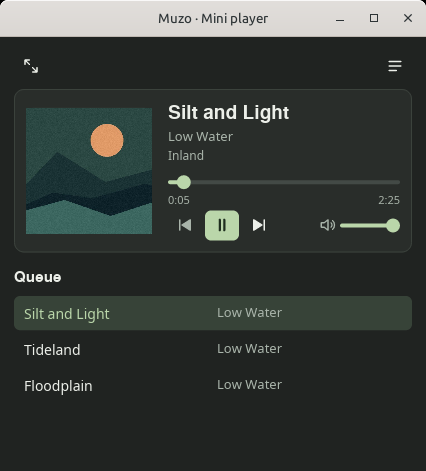 Muzo · Mini player
Silt and Light
Low Water
Inland
0:05 2:25
Queue
Silt and Light Low Water
Tideland Low Water
Floodplain Low Water